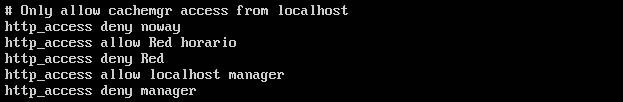 # Only allow cachemgr access from localhost
http_access deny noway
http_access allow Red horario
http_access deny Red
http_access allow localhost manager
http_access deny manager